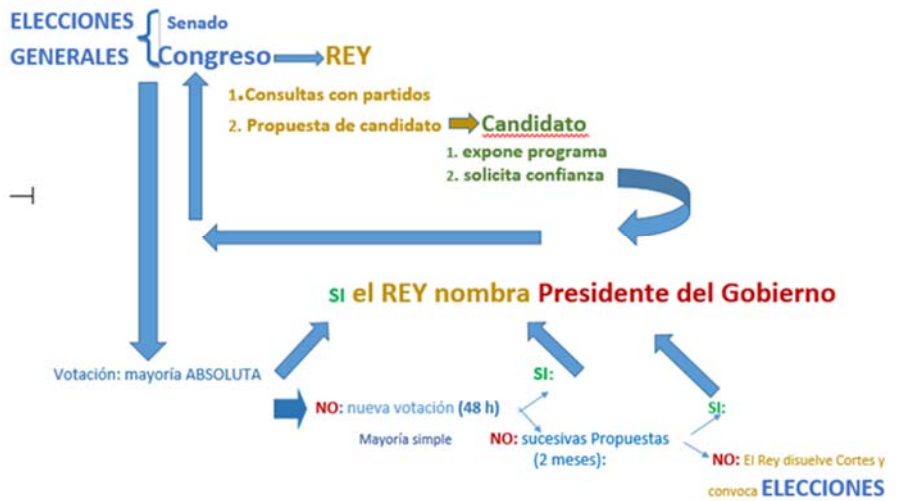 ELECCIONES
GENERALES
Senado
Congreso
REY
1.Consultas con partidos
2. Propuesta de candidato
Candidato
1. expone programa
2. solicita confianza
SI el REY nombra Presidente del Gobierno
Votación: mayoría ABSOLUTA
NO: nueva votación (48 h)
Mayoría simple
SI:
NO: sucesivas Propuestas
(2 meses):
SI:
NO: El Rey disuelve Cortes y
convoca ELECCIONES